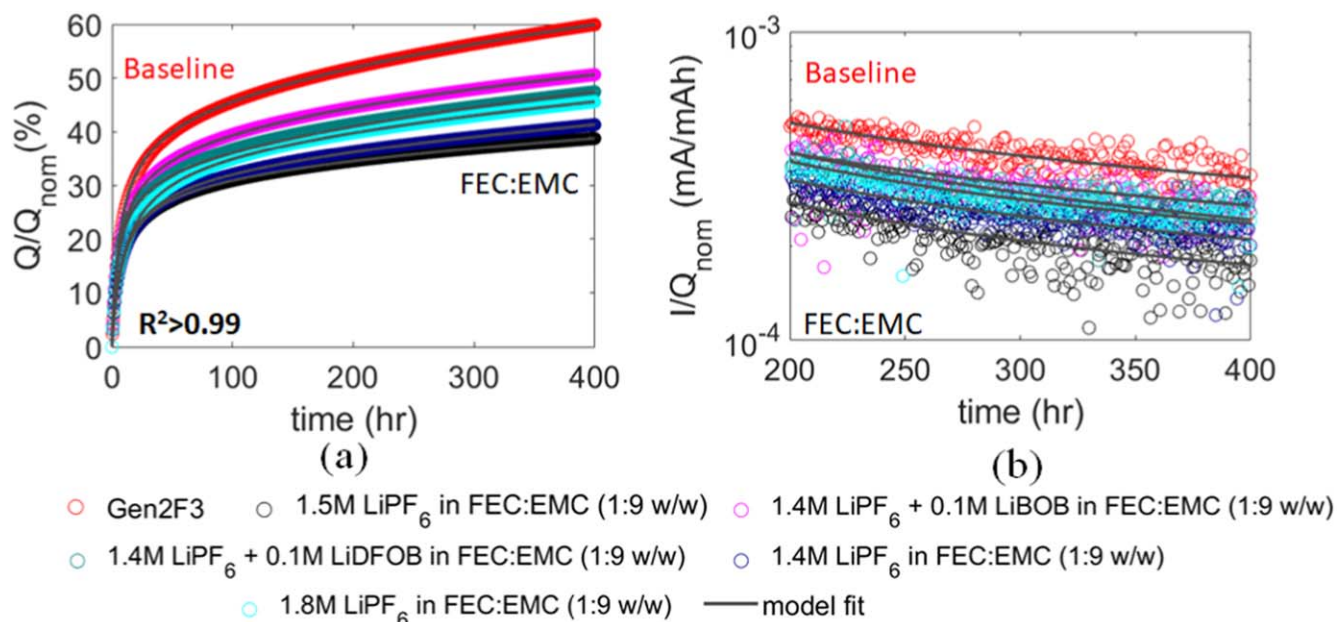 60
50
40
30
20
10
0
Q/Qnom(%)
Baseline
FEC:EMC
R²>0.99
0 100 200 300 400
time (hr)
(a)
10⁻³
10⁻⁴
I/Qnom (mA/mAh)
Baseline
FEC:EMC
200 250 300 350 400
time (hr)
(b)
Gen2F3 1.5M LiPF₆ in FEC:EMC (1:9 w/w) 1.4M LiPF₆ + 0.1M LiBOB in FEC:EMC (1:9 w/w)
1.4M LiPF₆ + 0.1M LiDFOB in FEC:EMC (1:9 w/w) 1.4M LiPF₆ in FEC:EMC (1:9 w/w)
1.8M LiPF₆ in FEC:EMC (1:9 w/w) model fit